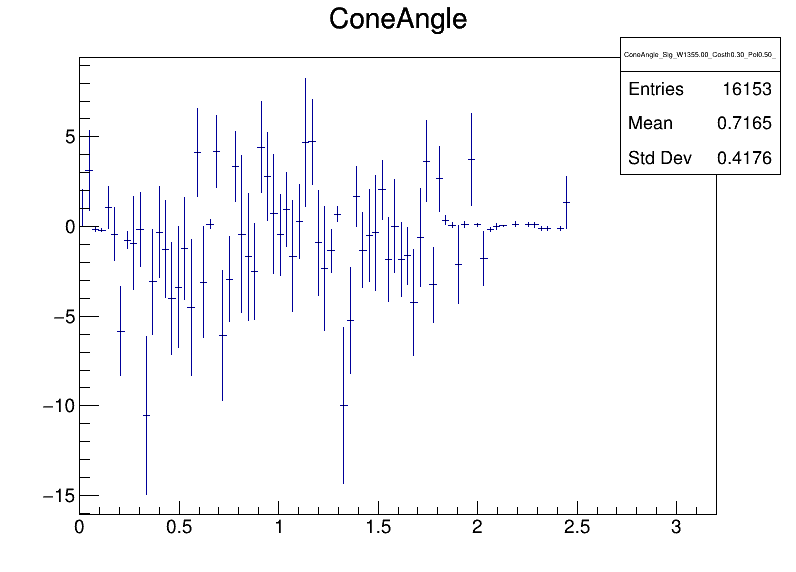 ConeAngle
ConeAngle_Sig_W1355.00_Costh0.30_Pol0.50_
Entries 16153
Mean 0.7165
Std Dev 0.4176
5
0
−5
−10
−15
0 0.5 1 1.5 2 2.5 3